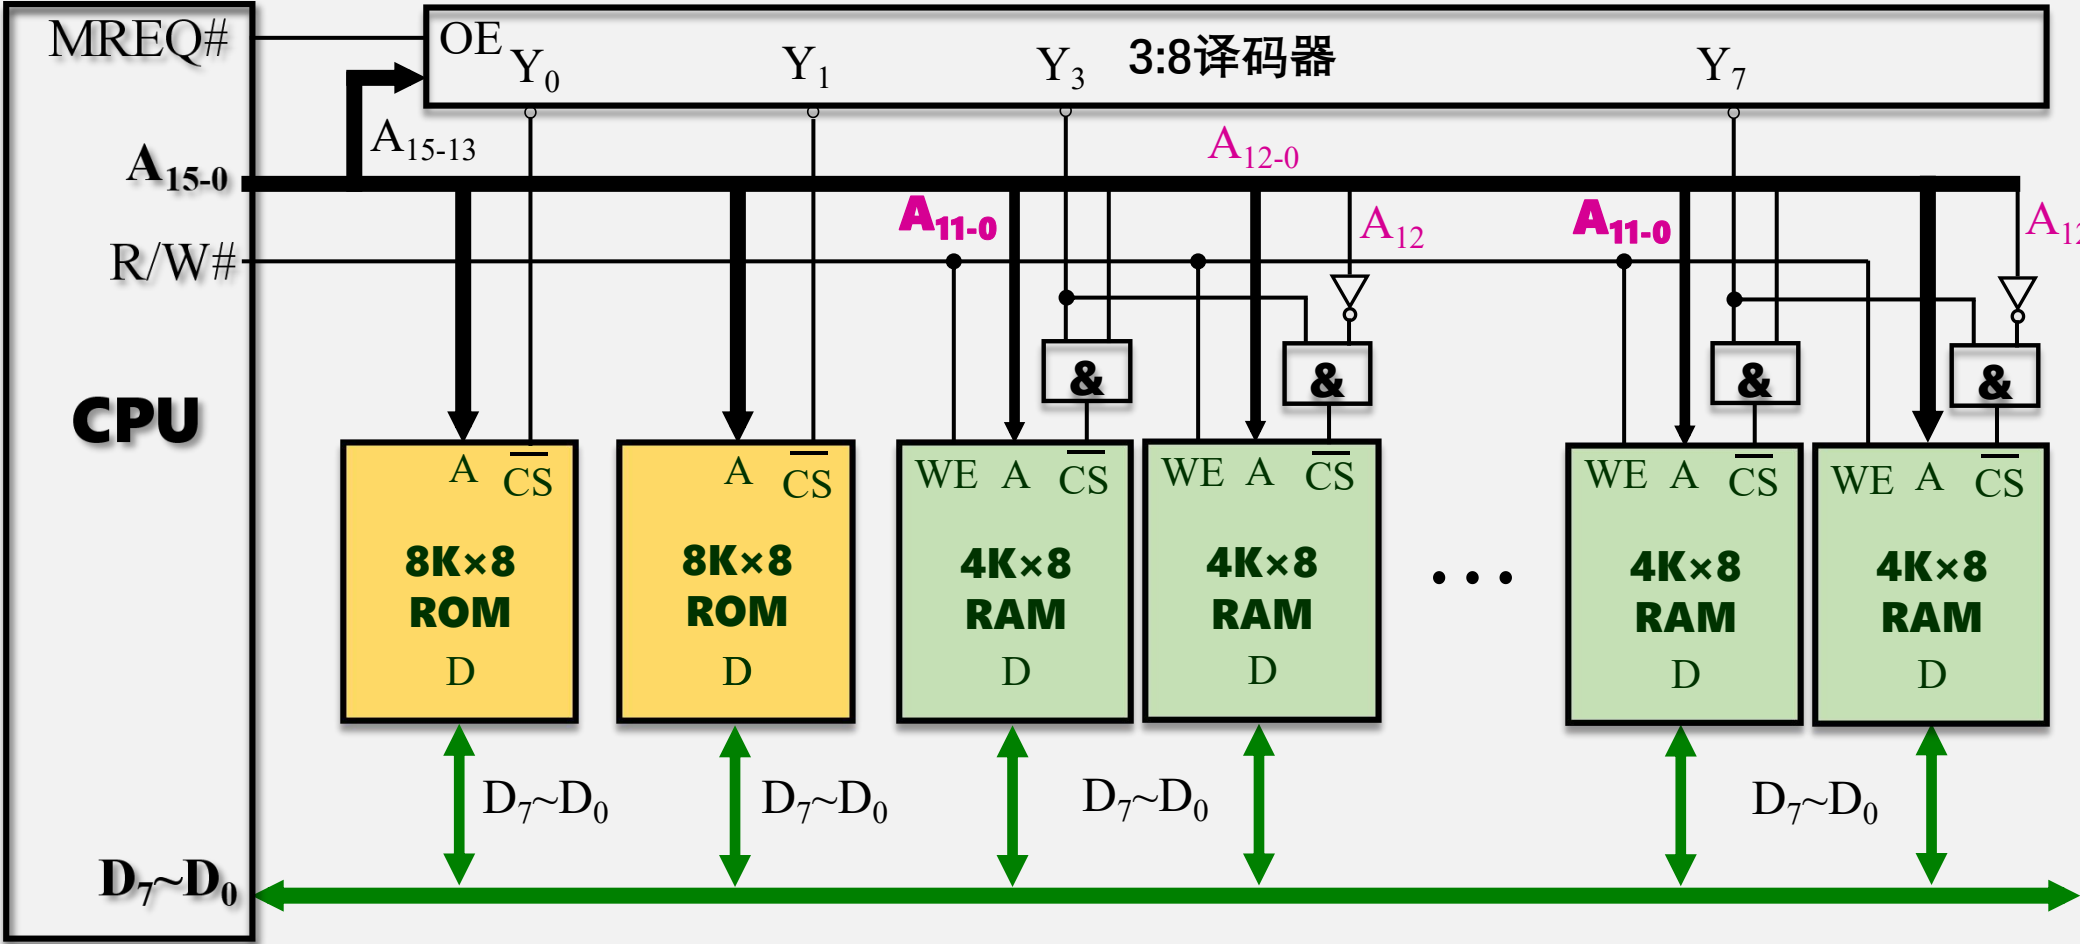 MREQ#
OE
Y0
Y1
Y3
3:8译码器
Y7
A15-13
A12-0
A15-0
A11-0
A12
A11-0
A12
R/W#
&
&
&
&
CPU
A CS
A CS
WE A CS
WE A CS
WE A CS
WE A CS
8K×8
ROM
D
8K×8
ROM
D
4K×8
RAM
D
4K×8
RAM
D
...
4K×8
RAM
D
4K×8
RAM
D
D7~D0
D7~D0
D7~D0
D7~D0
D7~D0